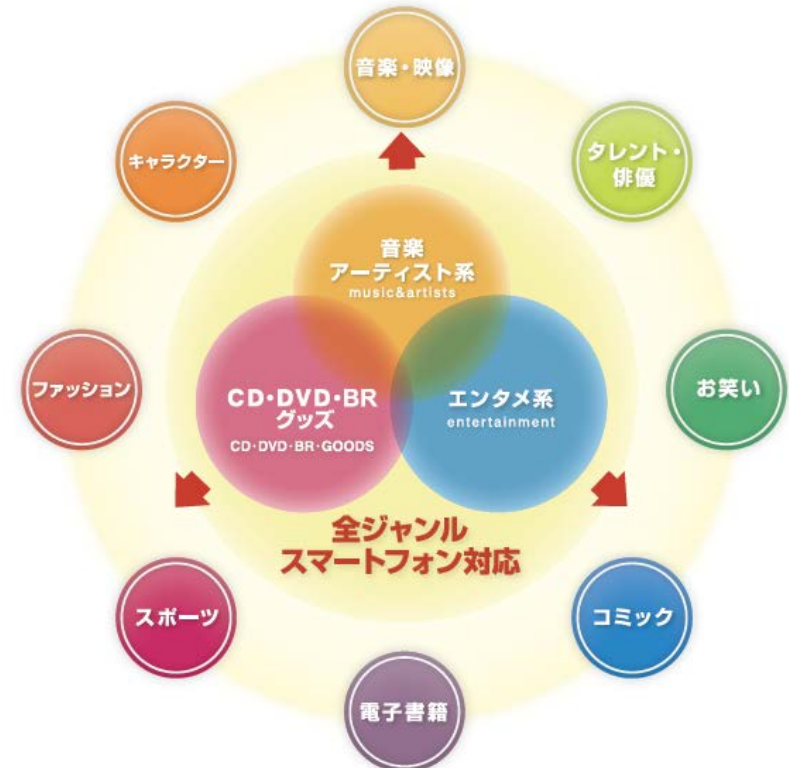 音楽・映像
タレント・
俳優
キャラクター
音楽
アーティスト系
music&artists
ファッション
CD・DVD・BR
グッズ
CD・DVD・BR・GOODS
エンタメ系
entertainment
お笑い
全ジャンル
スマートフォン対応
スポーツ
コミック
電子書籍